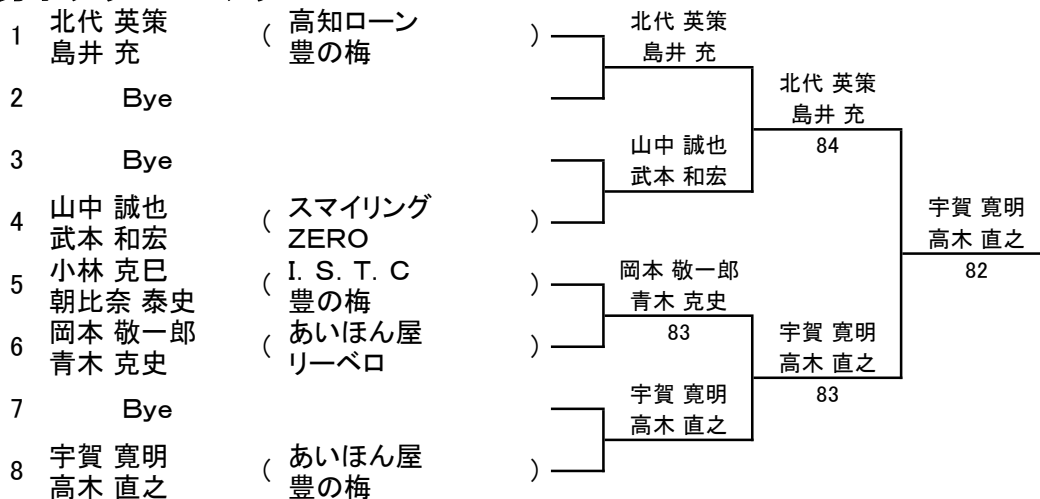 1 北代 英策 ( 高知ローン )
島井 充 豊の梅
2 Bye
3 Bye
4 山中 誠也 ( スマイリング )
武本 和宏 ZERO
5 小林 克巳 ( I. S. T. C )
朝比奈 泰史 豊の梅
6 岡本 敬一郎 ( あいほん屋 )
青木 克史 リーベロ
7 Bye
8 宇賀 寛明 ( あいほん屋 )
高木 直之 豊の梅
北代 英策
島井 充
山中 誠也
武本 和宏
岡本 敬一郎
青木 克史
83
宇賀 寛明
高木 直之
北代 英策
島井 充
84
宇賀 寛明
高木 直之
83
宇賀 寛明
高木 直之
82